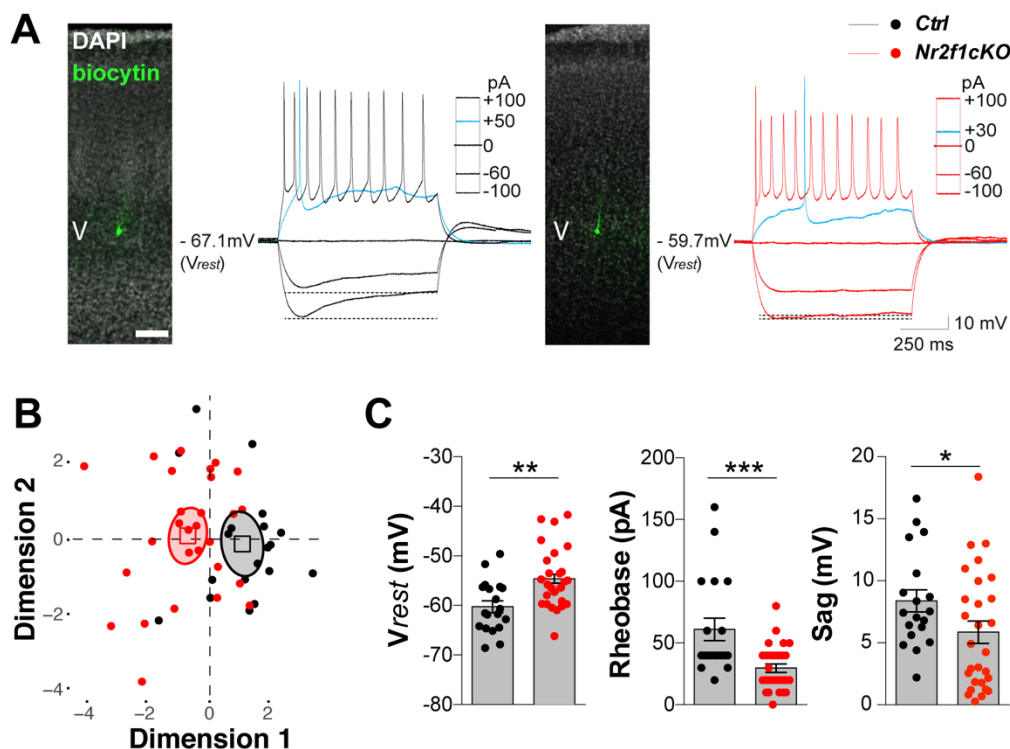 A
DAPI
biocytin
V
- 67.1mV
(Vrest)
pA
+100
+50
0
-60
-100
V
- 59.7mV
(Vrest)
Ctrl
Nr2f1cKO
pA
+100
+30
0
-60
-100
10 mV
250 ms
B
Dimension 2
2
0
−2
−4
−4
−2
0
2
Dimension 1
C
Vrest (mV)
-30
-40
-50
-60
-70
-80
**
Rheobase (pA)
200
150
100
50
0
***
Sag (mV)
20
15
10
5
0
*